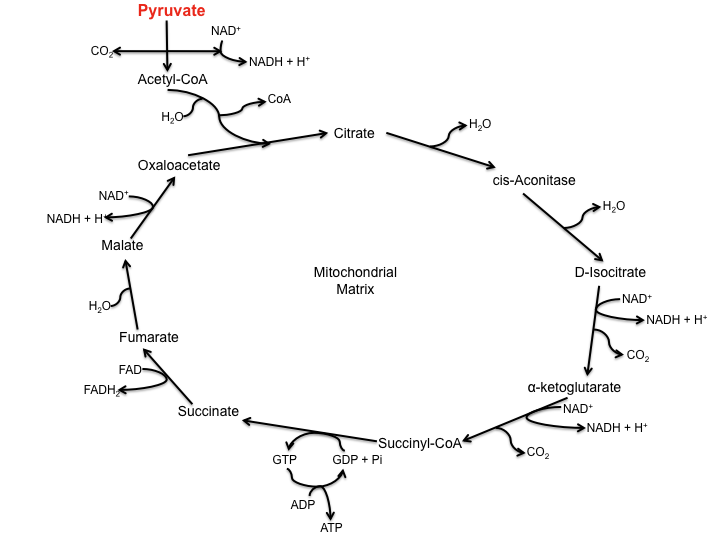 Pyruvate
NAD⁺
CO₂
NADH + H⁺
Acetyl-CoA
CoA
H₂O
Citrate
H₂O
Oxaloacetate
cis-Aconitase
NAD⁺
H₂O
NADH + H⁺
Malate
Mitochondrial
Matrix
D-Isocitrate
NAD⁺
H₂O
NADH + H⁺
Fumarate
CO₂
FAD
FADH₂
α-ketoglutarate
NAD⁺
Succinate
NADH + H⁺
Succinyl-CoA
CO₂
GTP
GDP + Pi
ADP
ATP